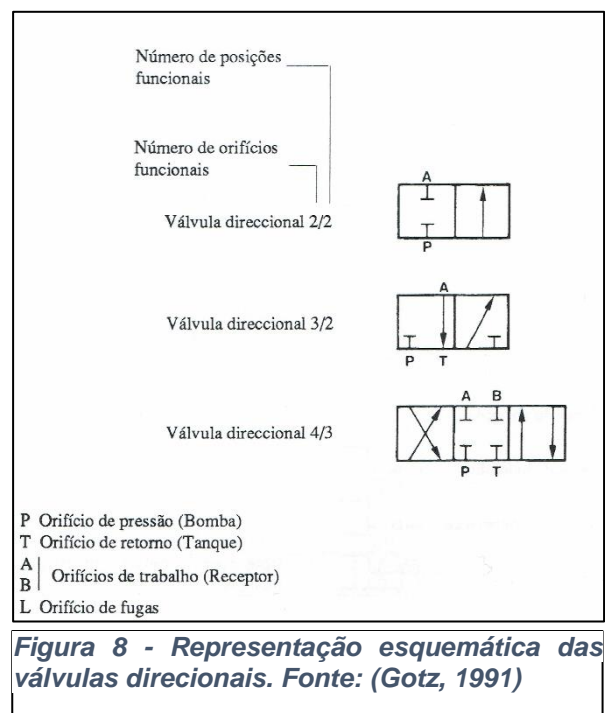 Número de posições
funcionais
Número de orifícios
funcionais
Válvula direccional 2/2
A
P
Válvula direccional 3/2
A
P T
Válvula direccional 4/3
A B
P T
P Orifício de pressão (Bomba)
T Orifício de retorno (Tanque)
A
B Orifícios de trabalho (Receptor)
L Orifício de fugas
Figura 8 - Representação esquemática das
válvulas direcionais. Fonte: (Gotz, 1991)